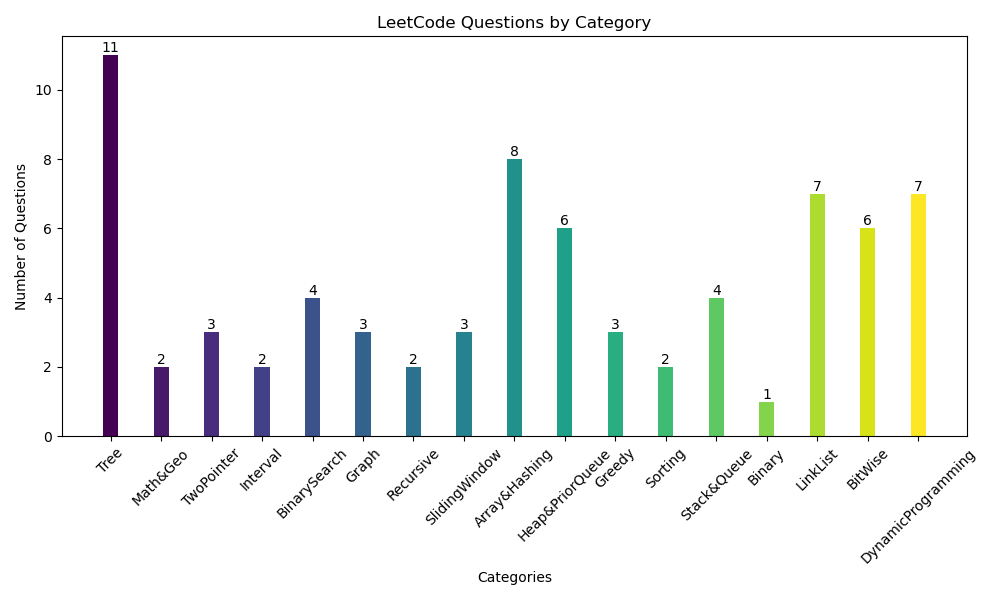 LeetCode Questions by Category
Number of Questions
10
8
6
4
2
0
11
2
3
2
4
3
2
3
8
6
3
2
4
1
7
6
7
Tree
Math&Geo
TwoPointer
Interval
BinarySearch
Graph
Recursive
SlidingWindow
Array&Hashing
Heap&PriorQueue
Greedy
Sorting
Stack&Queue
Binary
LinkList
BitWise
DynamicProgramming
Categories